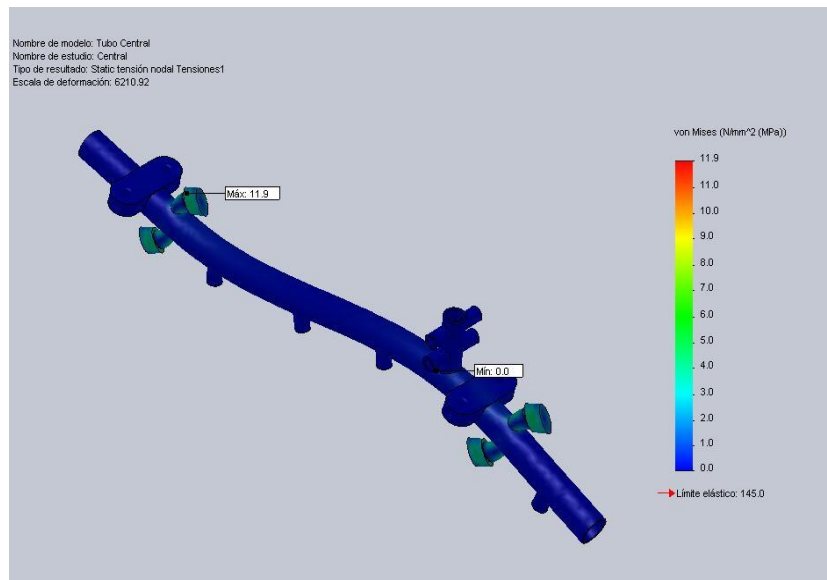 Nombre de modelo: Tubo Central
Nombre de estudio: Central
Tipo de resultado: Static tensión nodal Tensiones1
Escala de deformación: 6210.92
von Mises (N/mm^2 (MPa))
11.9
11.0
10.0
9.0
8.0
7.0
6.0
5.0
4.0
3.0
2.0
1.0
0.0
Límite elástico: 145.0
Máx: 11.9
Mín: 0.0